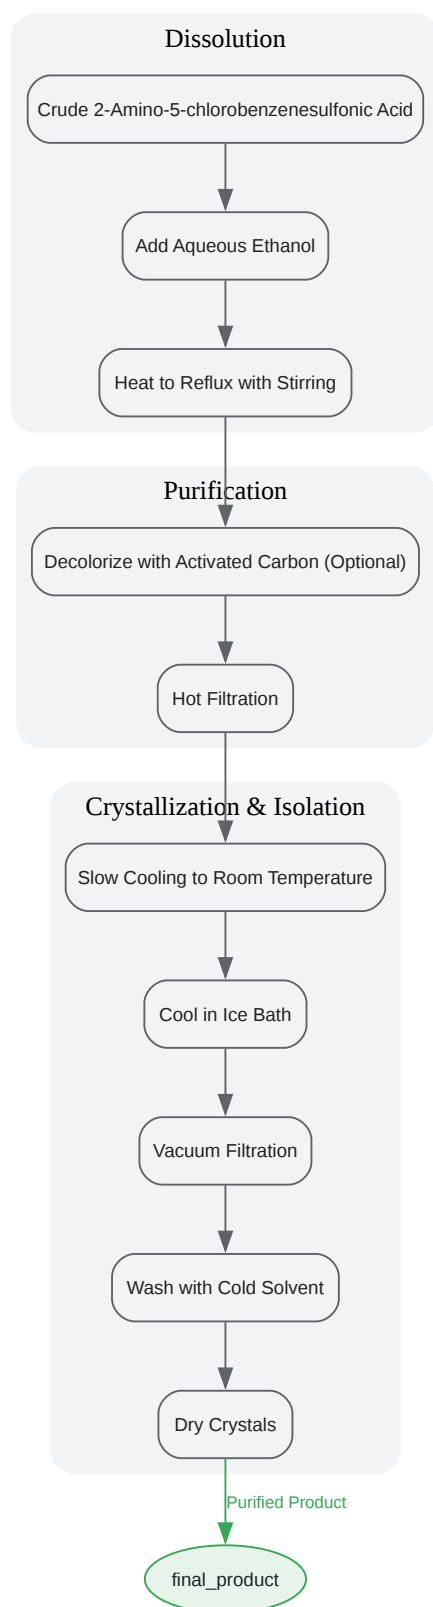 Dissolution
Crude 2-Amino-5-chlorobenzenesulfonic Acid
Add Aqueous Ethanol
Heat to Reflux with Stirring
Purification
Decolorize with Activated Carbon (Optional)
Hot Filtration
Crystallization & Isolation
Slow Cooling to Room Temperature
Cool in Ice Bath
Vacuum Filtration
Wash with Cold Solvent
Dry Crystals
Purified Product
final_product